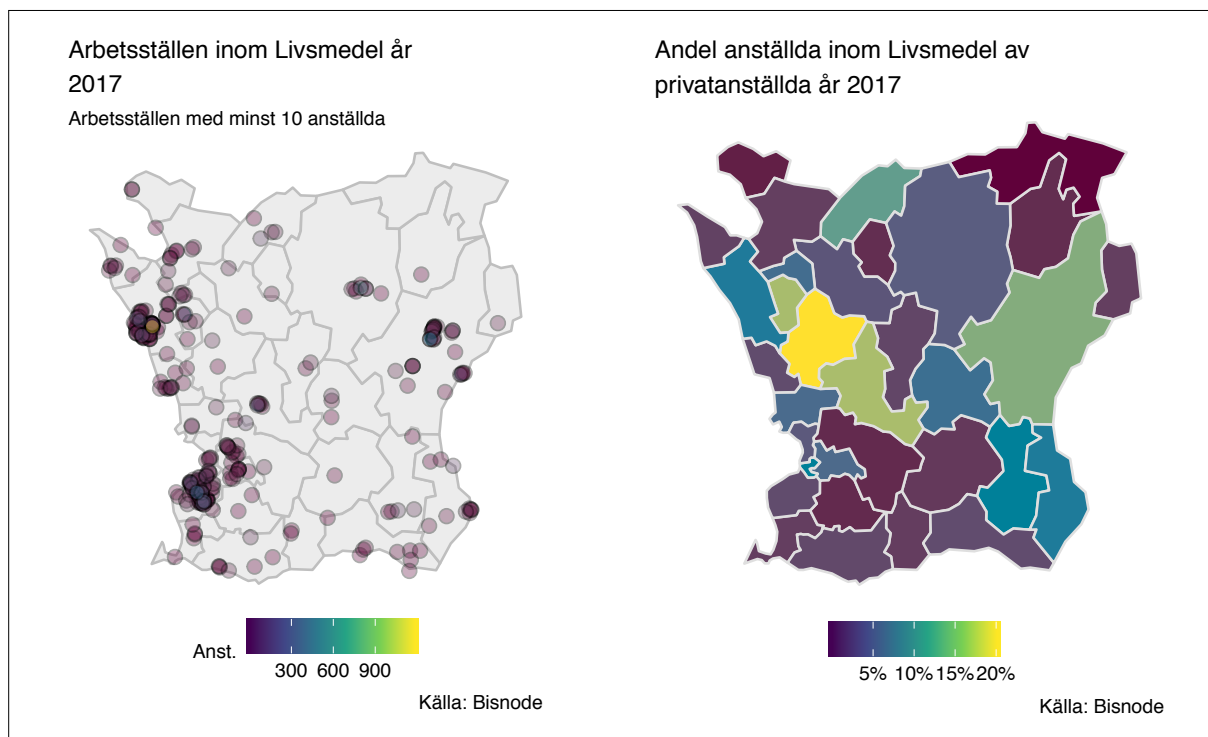 Arbetsställen inom Livsmedel år
2017
Arbetsställen med minst 10 anställda
Anst.
300 600 900
Källa: Bisnode
Andel anställda inom Livsmedel av
privatanställda år 2017
5% 10% 15% 20%
Källa: Bisnode